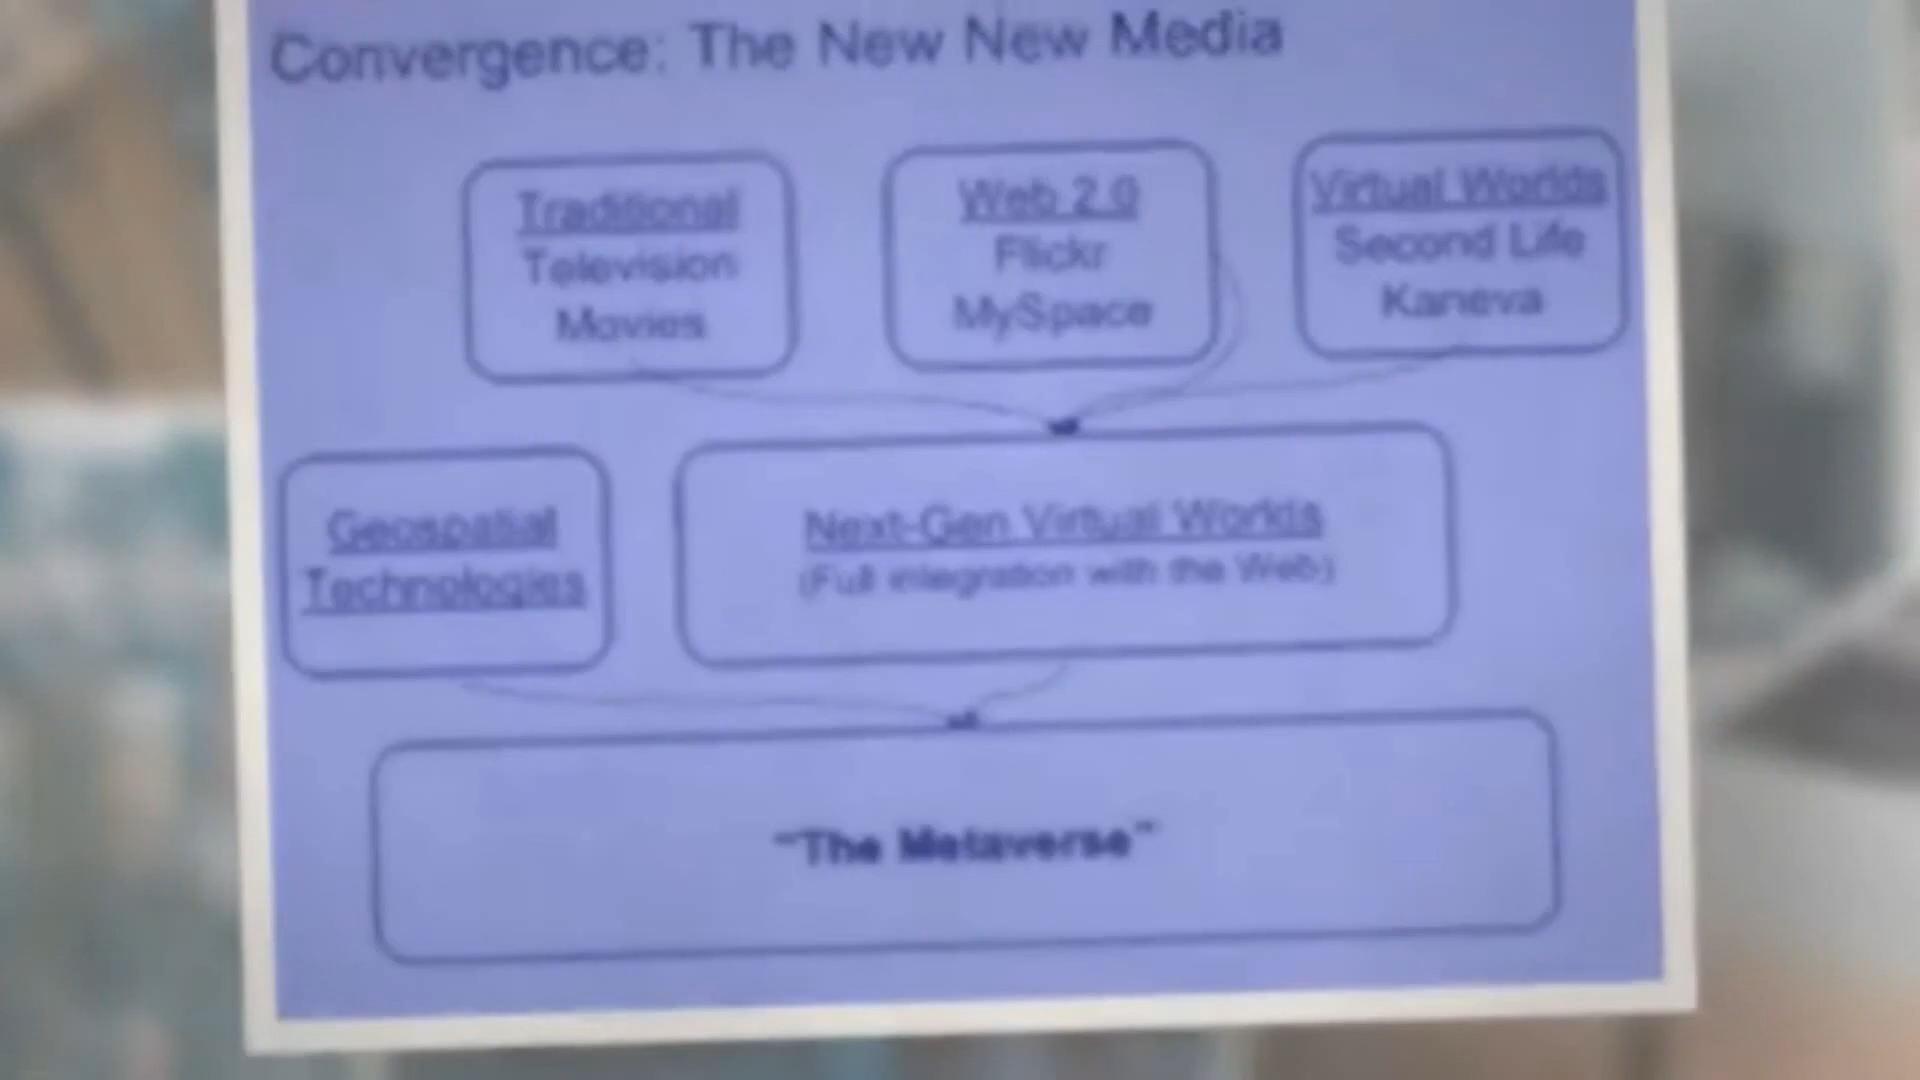 Convergence: The New New Media
Traditional
Television
Movies
Web 2.0
Flickr
MySpace
Virtual Worlds
Second Life
Kaneva
Geospatial
Technologies
Next-Gen Virtual Worlds
(Full integration with the Web)
"The Metaverse"